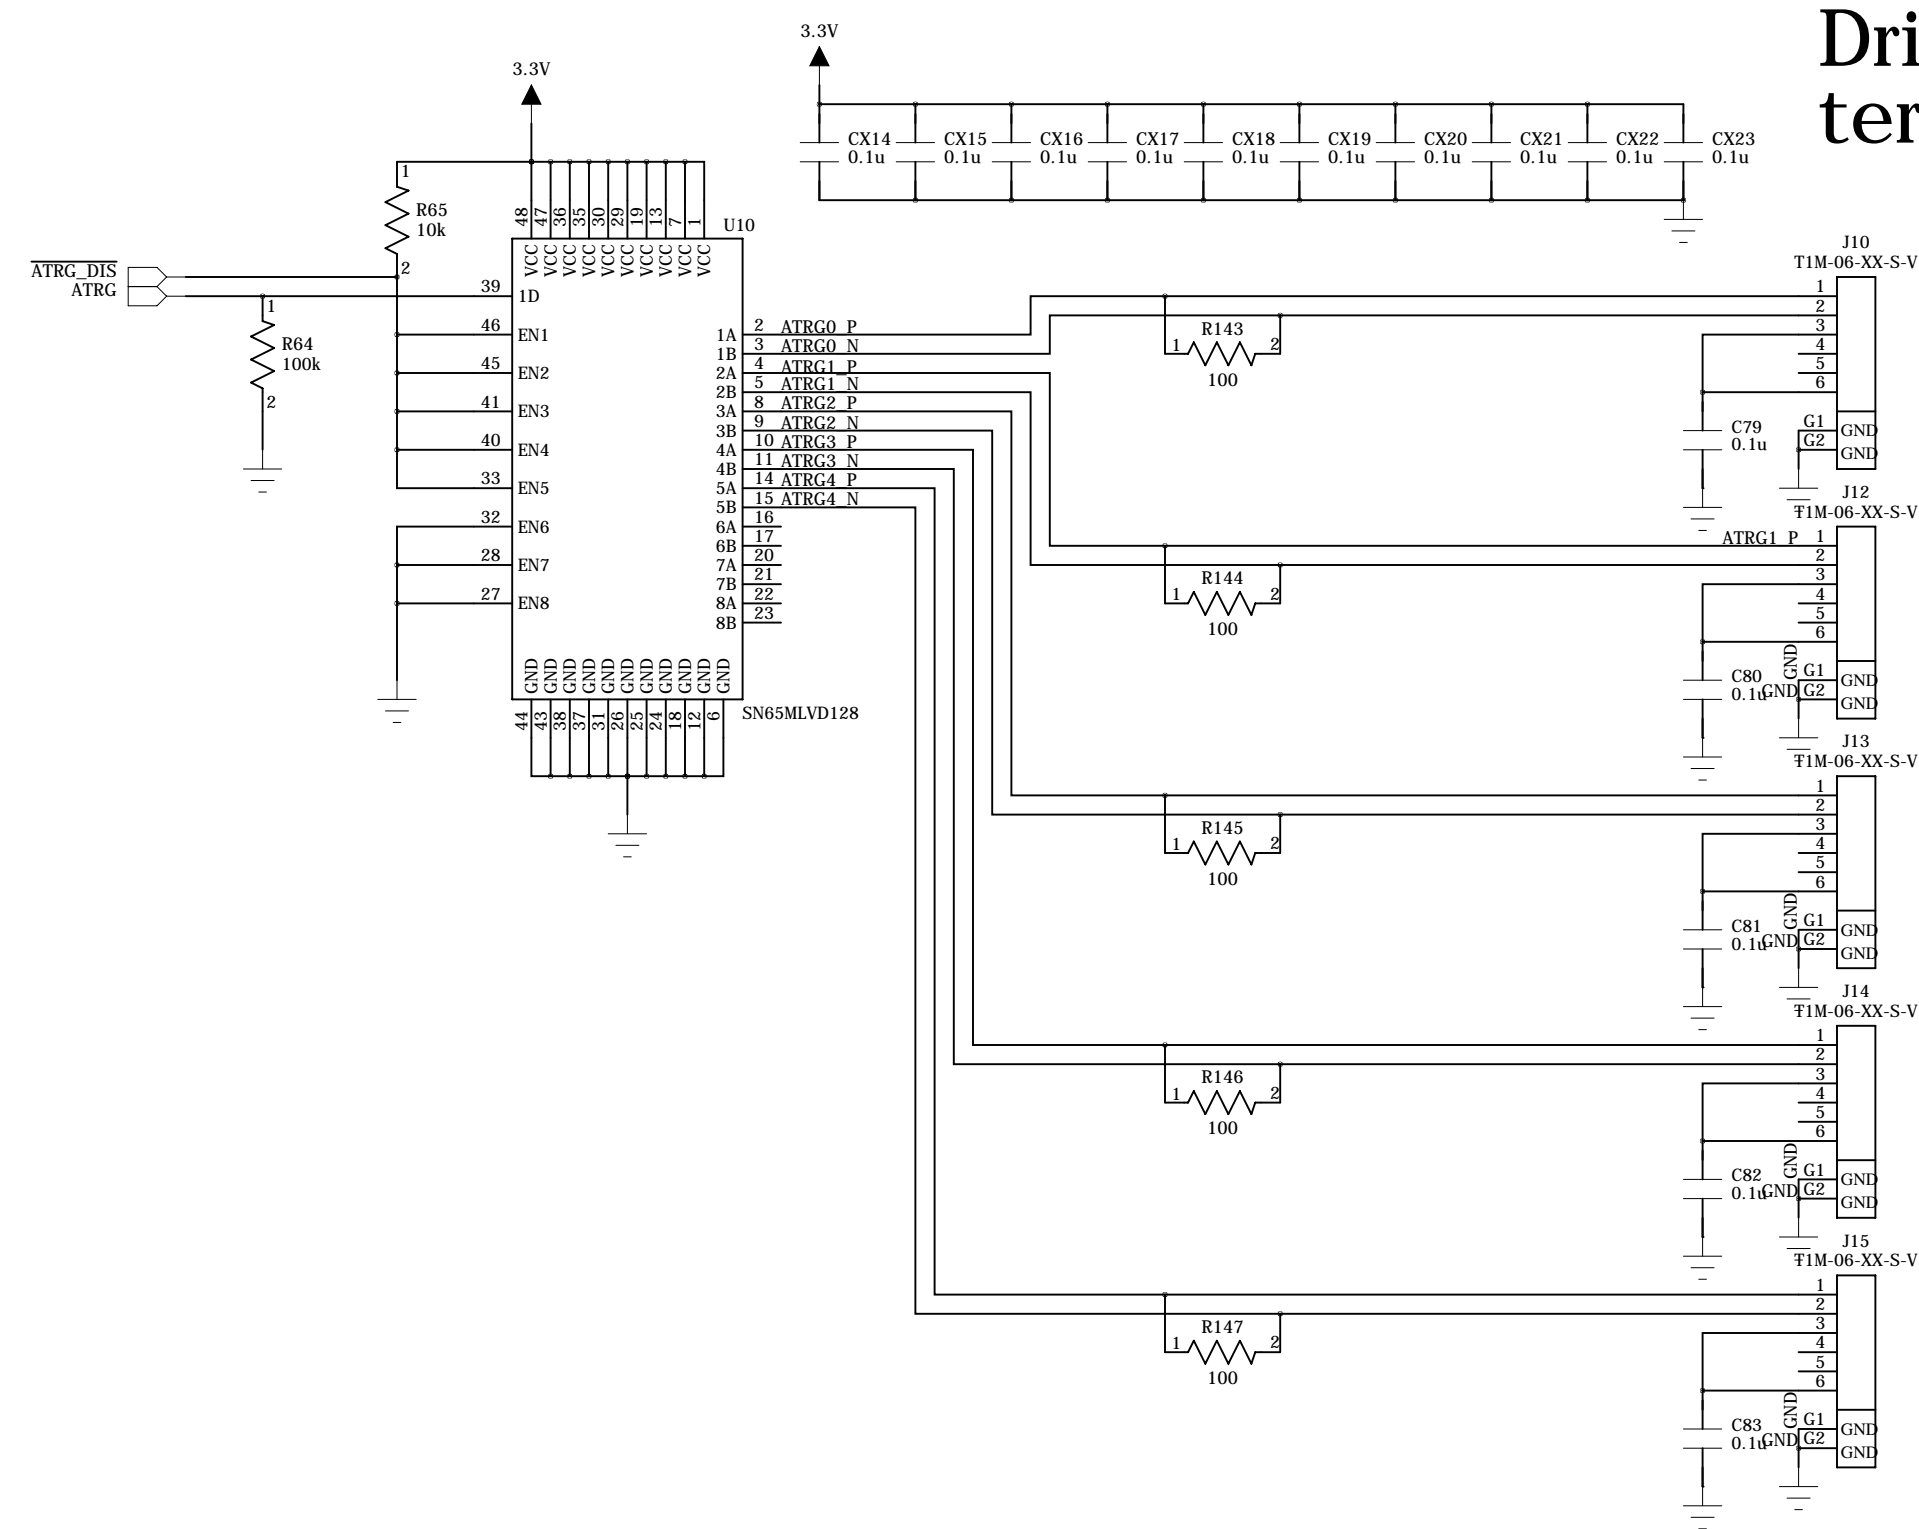 Dri
ter
3.3V
3.3V
CX14 CX15 CX16 CX17 CX18 CX19 CX20 CX21 CX22 CX23
0.1u 0.1u 0.1u 0.1u 0.1u 0.1u 0.1u 0.1u 0.1u 0.1u
1
R65
10k
2
48 47 36 35 30 29 19 13 7 1
U10
VCC VCC VCC VCC VCC VCC VCC VCC VCC VCC
ATRG_DIS
ATRG
1
R64
100k
2
39 1D
46 EN1
45 EN2
41 EN3
40 EN4
33 EN5
32 EN6
28 EN7
27 EN8
1A 2 ATRG0_P
1B 3 ATRG0_N
2A 4 ATRG1_P
2B 5 ATRG1_N
3A 8 ATRG2_P
3B 9 ATRG2_N
4A 10 ATRG3_P
4B 11 ATRG3_N
5A 14 ATRG4_P
5B 15 ATRG4_N
6A 16
6B 17
7A 20
7B 21
8A 22
8B 23
GND GND GND GND GND GND GND GND GND GND GND
44 43 38 37 31 26 25 24 18 12 6
SN65MLVD128
R143
1 2
100
J10
T1M-06-XX-S-V
1
2
3
4
5
6
C79
0.1u
G1 GND
G2 GND
R144
1 2
100
J12
T1M-06-XX-S-V
ATRG1_P 1
2
3
4
5
6
GND
C80
0.1u
G1 GND
GND G2 GND
R145
1 2
100
J13
T1M-06-XX-S-V
1
2
3
4
5
6
GND
C81
0.1u
G1 GND
GND G2 GND
R146
1 2
100
J14
T1M-06-XX-S-V
1
2
3
4
5
6
GND
C82
0.1u
G1 GND
GND G2 GND
R147
1 2
100
J15
T1M-06-XX-S-V
1
2
3
4
5
6
GND
C83
0.1u
G1 GND
GND G2 GND